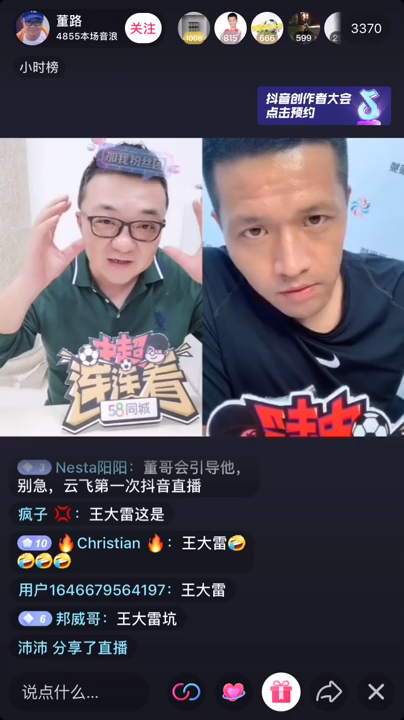 董路
4855本场音浪
关注
1008
815
666
599
3370
小时榜
抖音创作者大会
点击预约
加我粉丝团
中超
连连看
58同城
3 Nesta阳阳：董哥会引导他，
别急，云飞第一次抖音直播
疯子 💢：王大雷这是
10 🔥Christian 🔥：王大雷🤣
🤣🤣🤣
用户1646679564197：王大雷
6 邦威哥：王大雷坑
沛沛 分享了直播
说点什么...